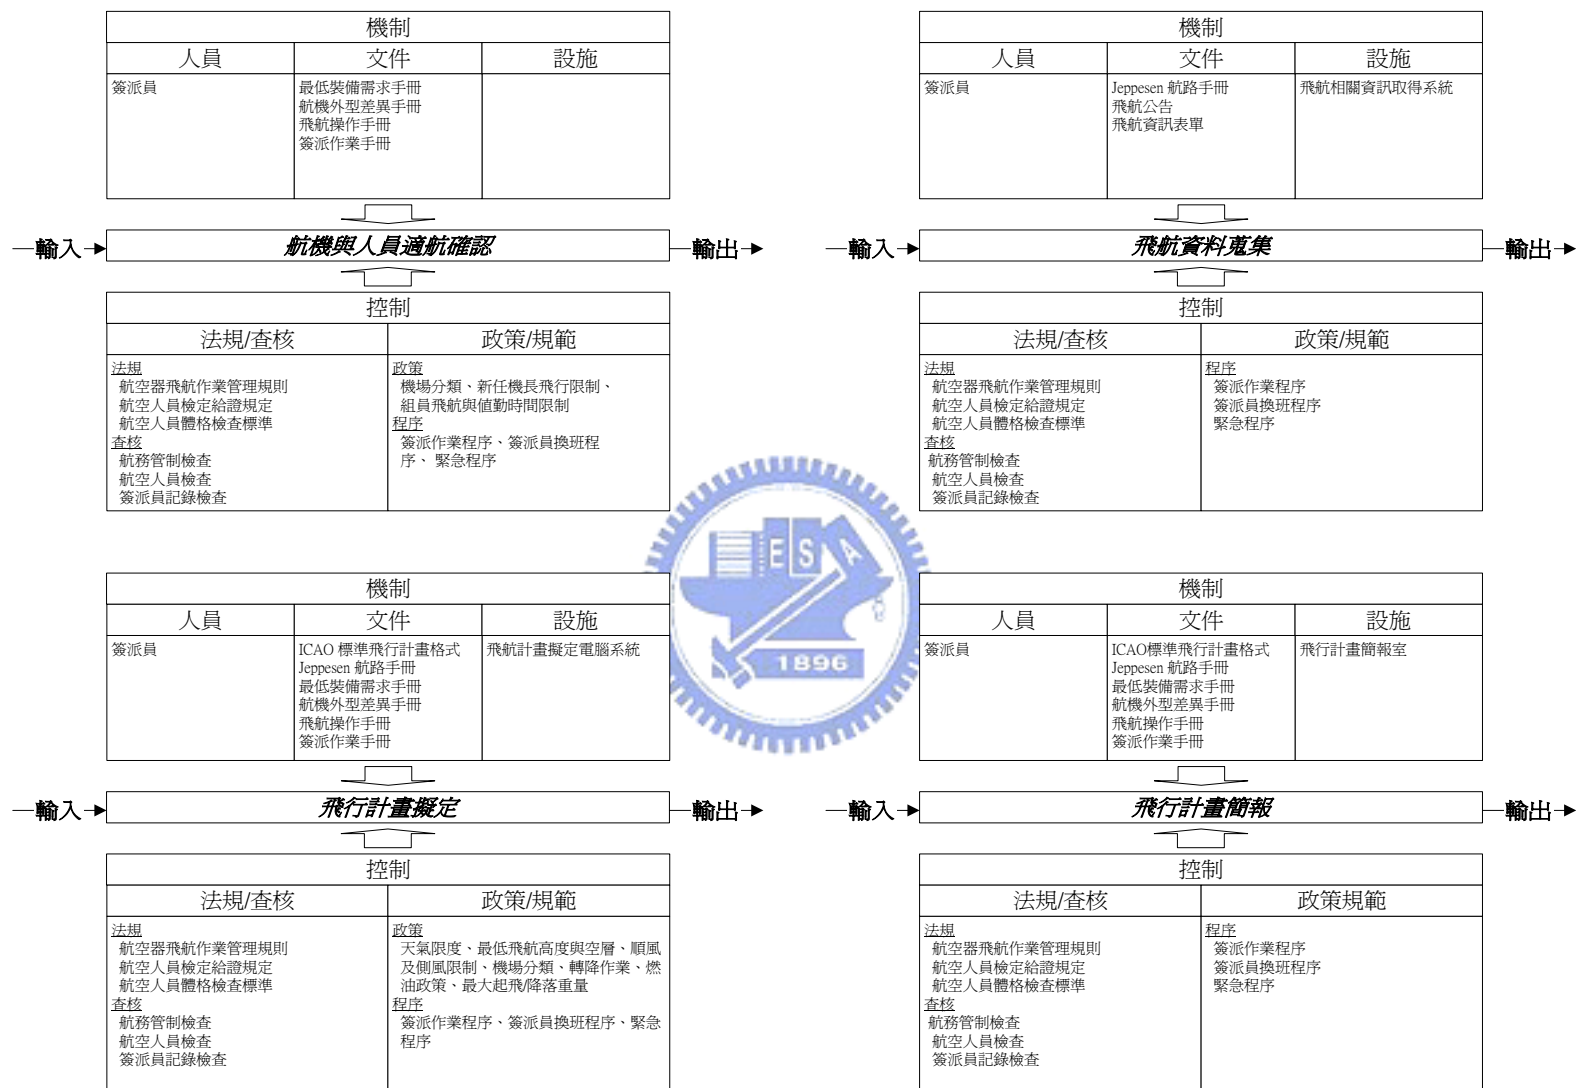 機制
人員 文件 設施
簽派員
最低裝備需求手冊
航機外型差異手冊
飛航操作手冊
簽派作業手冊
輸入
航機與人員適航確認
輸出
控制
法規/查核 政策/規範
法規
航空器飛航作業管理規則
航空人員檢定給證規定
航空人員體格檢查標準
查核
航務管制檢查
航空人員檢查
簽派員記錄檢查
政策
機場分類、新任機長飛行限制、
組員飛航與值勤時間限制
程序
簽派作業程序、簽派員換班程
序、 緊急程序
機制
人員 文件 設施
簽派員
Jeppesen 航路手冊
飛航公告
飛航資訊表單
飛航相關資訊取得系統
輸入
飛航資料蒐集
輸出
控制
法規/查核 政策/規範
法規
航空器飛航作業管理規則
航空人員檢定給證規定
航空人員體格檢查標準
查核
航務管制檢查
航空人員檢查
簽派員記錄檢查
程序
簽派作業程序
簽派員換班程序
緊急程序
ESA
1896
機制
人員 文件 設施
簽派員
ICAO 標準飛行計畫格式
Jeppesen 航路手冊
最低裝備需求手冊
航機外型差異手冊
飛航操作手冊
簽派作業手冊
飛航計畫擬定電腦系統
輸入
飛行計畫擬定
輸出
控制
法規/查核 政策/規範
法規
航空器飛航作業管理規則
航空人員檢定給證規定
航空人員體格檢查標準
查核
航務管制檢查
航空人員檢查
簽派員記錄檢查
政策
天氣限度、最低飛航高度與空層、順風
及側風限制、機場分類、轉降作業、燃
油政策、最大起飛/降落重量
程序
簽派作業程序、簽派員換班程序、緊急
程序
機制
人員 文件 設施
簽派員
ICAO標準飛行計畫格式
Jeppesen 航路手冊
最低裝備需求手冊
航機外型差異手冊
飛航操作手冊
簽派作業手冊
飛行計畫簡報室
輸入
飛行計畫簡報
輸出
控制
法規/查核 政策規範
法規
航空器飛航作業管理規則
航空人員檢定給證規定
航空人員體格檢查標準
查核
航務管制檢查
航空人員檢查
簽派員記錄檢查
程序
簽派作業程序
簽派員換班程序
緊急程序